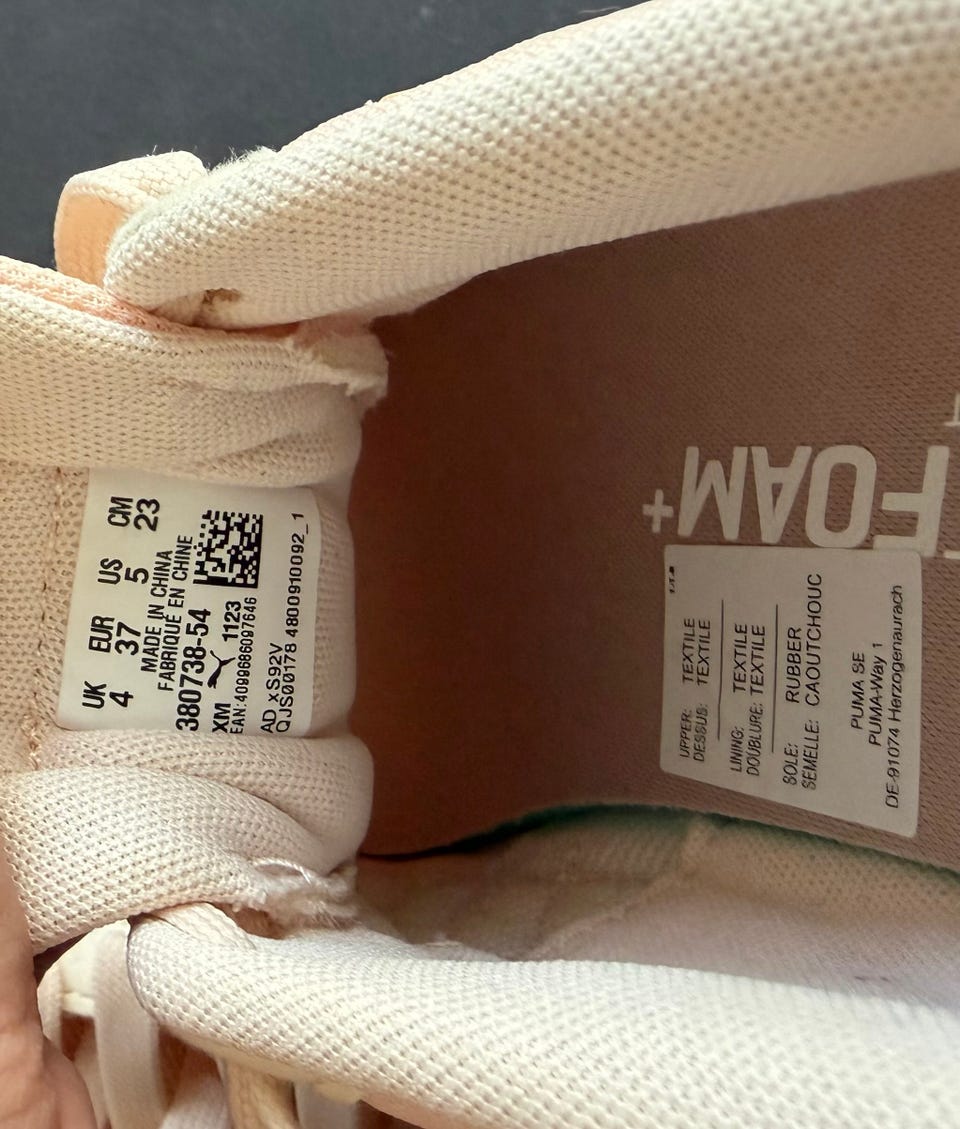 UK EUR US CM
4 37 5 23
MADE IN CHINA
FABRIQUÉ EN CHINE
380738-54
XM 1123
EAN:4099686097646
AD xS92V
QJS00178 4800910092_1
FOAM+
UPPER: TEXTILE
DESSUS: TEXTILE
LINING: TEXTILE
DOUBLURE: TEXTILE
SOLE: RUBBER
SEMELLE: CAOUTCHOUC
PUMA SE
PUMA-Way 1
DE-91074 Herzogenaurach